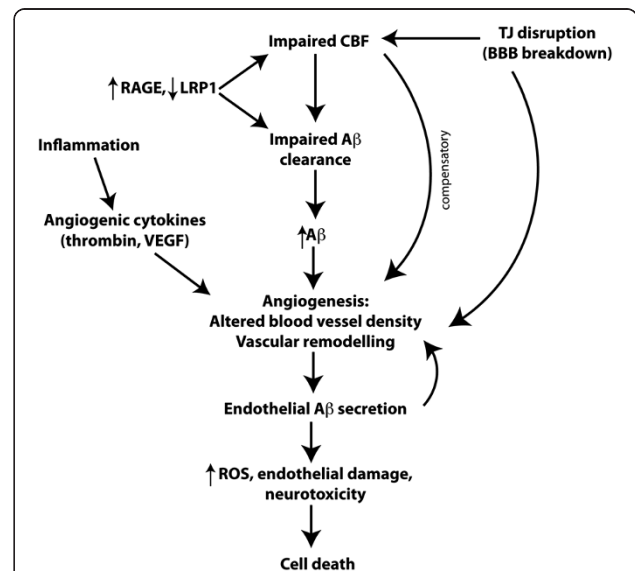 Impaired CBF
TJ disruption
(BBB breakdown)
↑RAGE,↓LRP1
Impaired Aβ
clearance
compensatory
Inflammation
Angiogenic cytokines
(thrombin, VEGF)
↑Aβ
Angiogenesis:
Altered blood vessel density
Vascular remodelling
Endothelial Aβ secretion
↑ROS, endothelial damage,
neurotoxicity
Cell death